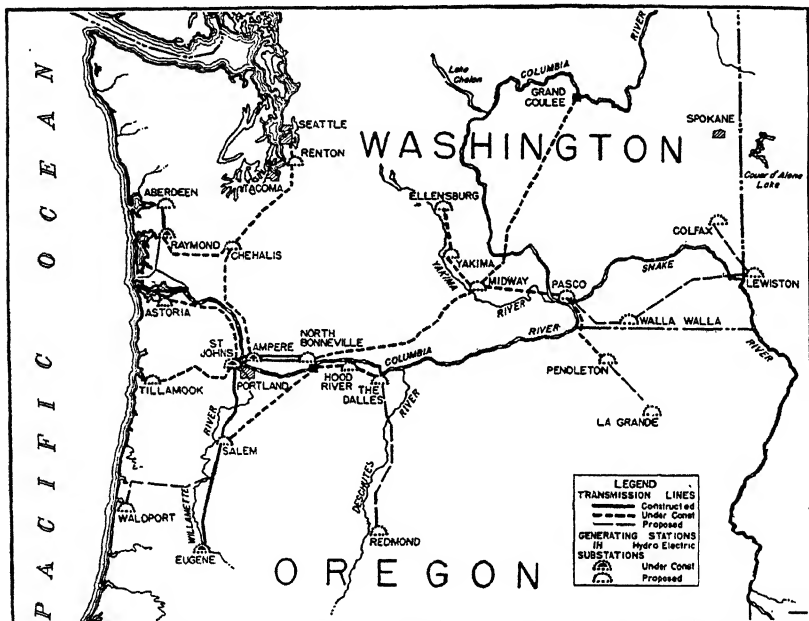 PACIFIC OCEAN
Lake
Chelan
COLUMBIA
RIVER
GRAND
COULEE
SPOKANE
SEATTLE
WASHINGTON
RENTON
Couer d'Alene
Lake
TACOMA
ABERDEEN
ELLENSBURG
RAYMOND
CHEHALIS
COLFAX
YAKIMA
YAKIMA
RIVER
MIDWAY
PASCO
SNAKE
RIVER
LEWISTON
ASTORIA
WALLA WALLA
ST
JOHNS
AMPERE
NORTH
BONNEVILLE
COLUMBIA
RIVER
PORTLAND
HOOD
RIVER
THE
DALLES
PENDLETON
TILLAMOOK
LA GRANDE
SALEM
WILLAMETTE
RIVER
DESCHUTES
RIVER
WALDPORT
EUGENE
REDMOND
OREGON
LEGEND
TRANSMISSION LINES
Constructed
Under Const
Proposed
GENERATING STATIONS
IN Hydro Electric
SUBSTATIONS
Under Const
Proposed